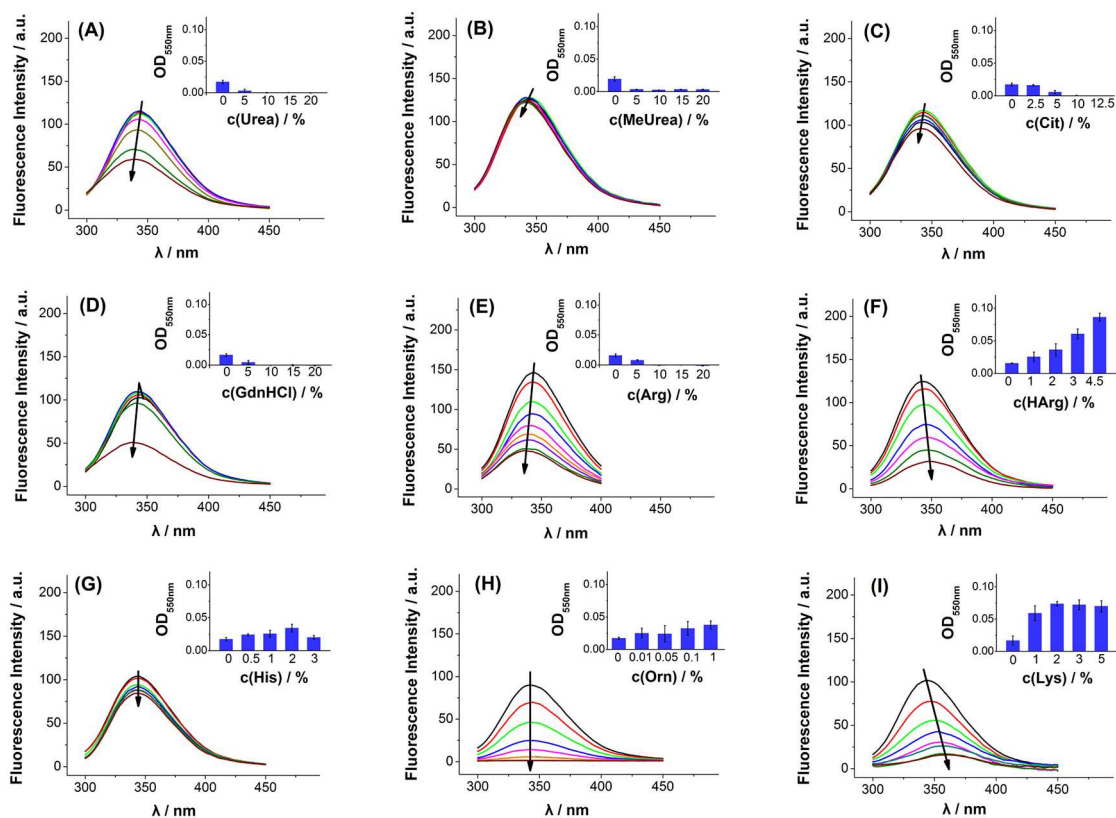 (A)
OD550nm
0.10
0.05
0.00
0 5 10 15 20
c(Urea) / %
Fluorescence Intensity / a.u.
200
150
100
50
0
300 350 400 450
λ / nm
(B)
OD550nm
0.10
0.05
0.00
0 5 10 15 20
c(MeUrea) / %
Fluorescence Intensity / a.u.
200
150
100
50
0
300 350 400 450
λ / nm
(C)
OD550nm
0.10
0.05
0.00
0 2.5 5 10 12.5
c(Cit) / %
Fluorescence Intensity / a.u.
200
150
100
50
0
300 350 400 450
λ / nm
(D)
OD550nm
0.10
0.05
0.00
0 5 10 15 20
c(GdnHCl) / %
Fluorescence Intensity / a.u.
200
150
100
50
0
300 350 400 450
λ / nm
(E)
OD550nm
0.10
0.05
0.00
0 5 10 15 20
c(Arg) / %
Fluorescence Intensity / a.u.
200
150
100
50
0
300 350 400 450
λ / nm
(F)
OD550nm
0.10
0.05
0.00
0 1 2 3 4.5
c(HArg) / %
Fluorescence Intensity / a.u.
200
150
100
50
0
300 350 400 450
λ / nm
(G)
OD550nm
0.10
0.05
0.00
0 0.5 1 2 3
c(His) / %
Fluorescence Intensity / a.u.
200
150
100
50
0
300 350 400 450
λ / nm
(H)
OD550nm
0.10
0.05
0.00
0 0.01 0.05 0.1 1
c(Orn) / %
Fluorescence Intensity / a.u.
200
150
100
50
0
300 350 400 450
λ / nm
(I)
OD550nm
0.10
0.05
0.00
0 1 2 3 5
c(Lys) / %
Fluorescence Intensity / a.u.
200
150
100
50
0
300 350 400 450
λ / nm